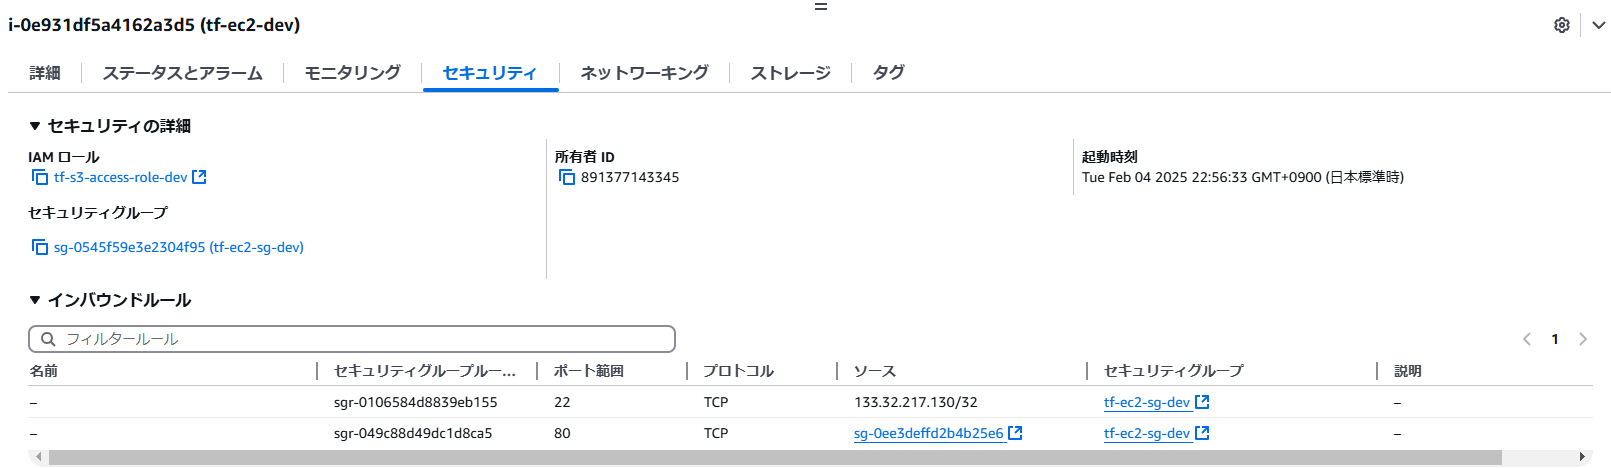 i-0e931df5a4162a3d5 (tf-ec2-dev)
詳細 ステータスとアラーム モニタリング セキュリティ ネットワーキング ストレージ タグ
▼ セキュリティの詳細
IAM ロール 所有者 ID 起動時刻
tf-s3-access-role-dev 891377143345 Tue Feb 04 2025 22:56:33 GMT+0900 (日本標準時)
セキュリティグループ
sg-0545f59e3e2304f95 (tf-ec2-sg-dev)
▼ インバウンドルール
フィルタールール 1
名前 セキュリティグループルー... ポート範囲 プロトコル ソース セキュリティグループ 説明
– sgr-0106584d8839eb155 22 TCP 133.32.217.130/32 tf-ec2-sg-dev –
– sgr-049c88d49dc1d8ca5 80 TCP sg-0ee3deffd2b4b25e6 tf-ec2-sg-dev –